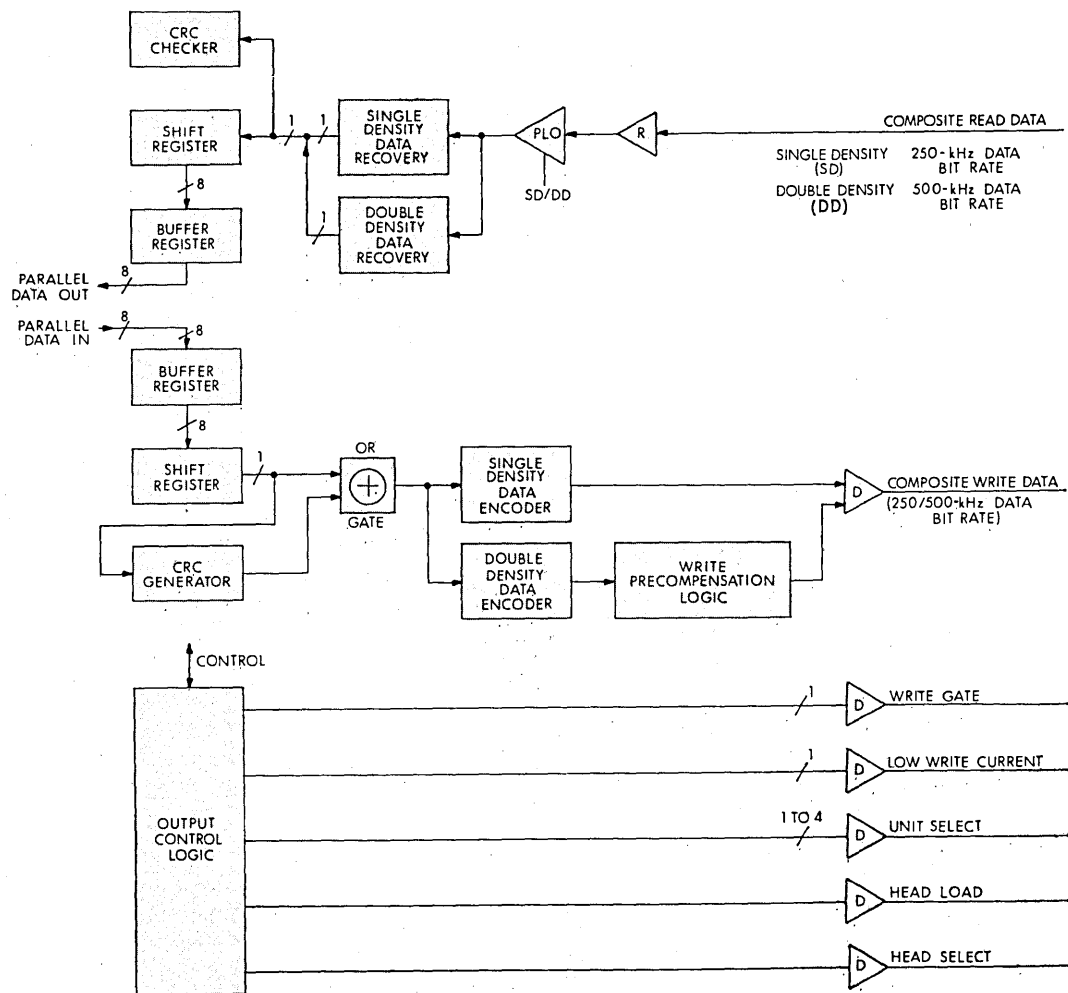 CRC
CHECKER
SHIFT
REGISTER
8
BUFFER
REGISTER
PARALLEL
DATA OUT
8
1
1
SINGLE
DENSITY
DATA
RECOVERY
1
DOUBLE
DENSITY
DATA
RECOVERY
PLO
SD/DD
R
COMPOSITE READ DATA
SINGLE DENSITY 250-kHz DATA
(SD) BIT RATE
DOUBLE DENSITY 500-kHz DATA
(DD) BIT RATE
PARALLEL
DATA IN
8
8
BUFFER
REGISTER
8
SHIFT
REGISTER
1
CRC
GENERATOR
OR
+
GATE
SINGLE
DENSITY
DATA
ENCODER
DOUBLE
DENSITY
DATA
ENCODER
WRITE
PRECOMPENSATION
LOGIC
D
COMPOSITE WRITE DATA
(250/500-kHz DATA
BIT RATE)
CONTROL
OUTPUT
CONTROL
LOGIC
1
D
WRITE GATE
1
D
LOW WRITE CURRENT
1 TO 4
D
UNIT SELECT
D
HEAD LOAD
D
HEAD SELECT